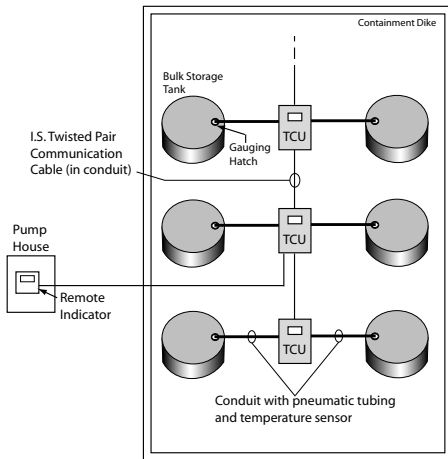 Containment Dike
Bulk Storage
Tank
TCU
Gauging
Hatch
I.S. Twisted Pair
Communication
Cable (in conduit)
TCU
Pump
House
Remote
Indicator
TCU
Conduit with pneumatic tubing
and temperature sensor